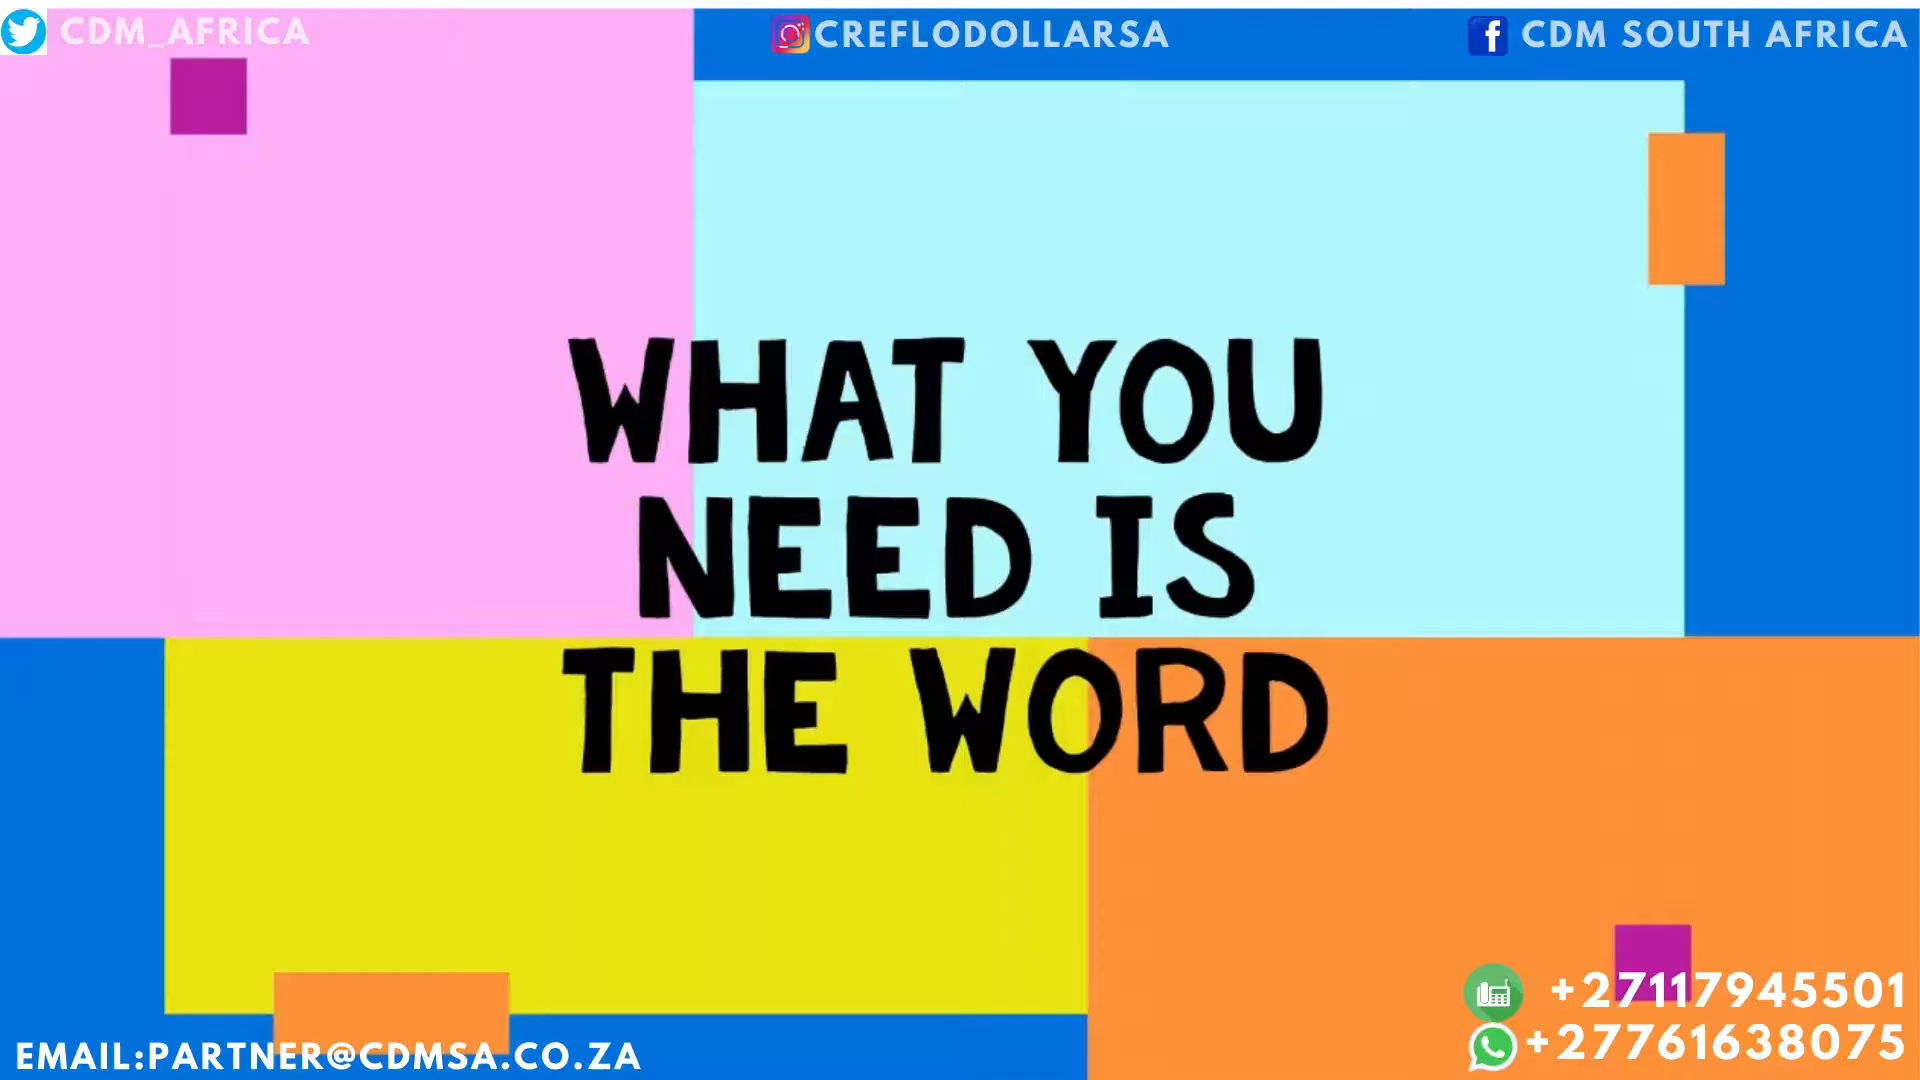 CDM_AFRICA
CREFLODOLLARSA
CDM SOUTH AFRICA
WHAT YOU
NEED IS
THE WORD
+27117945501
+27761638075
EMAIL:PARTNER@CDMSA.CO.ZA